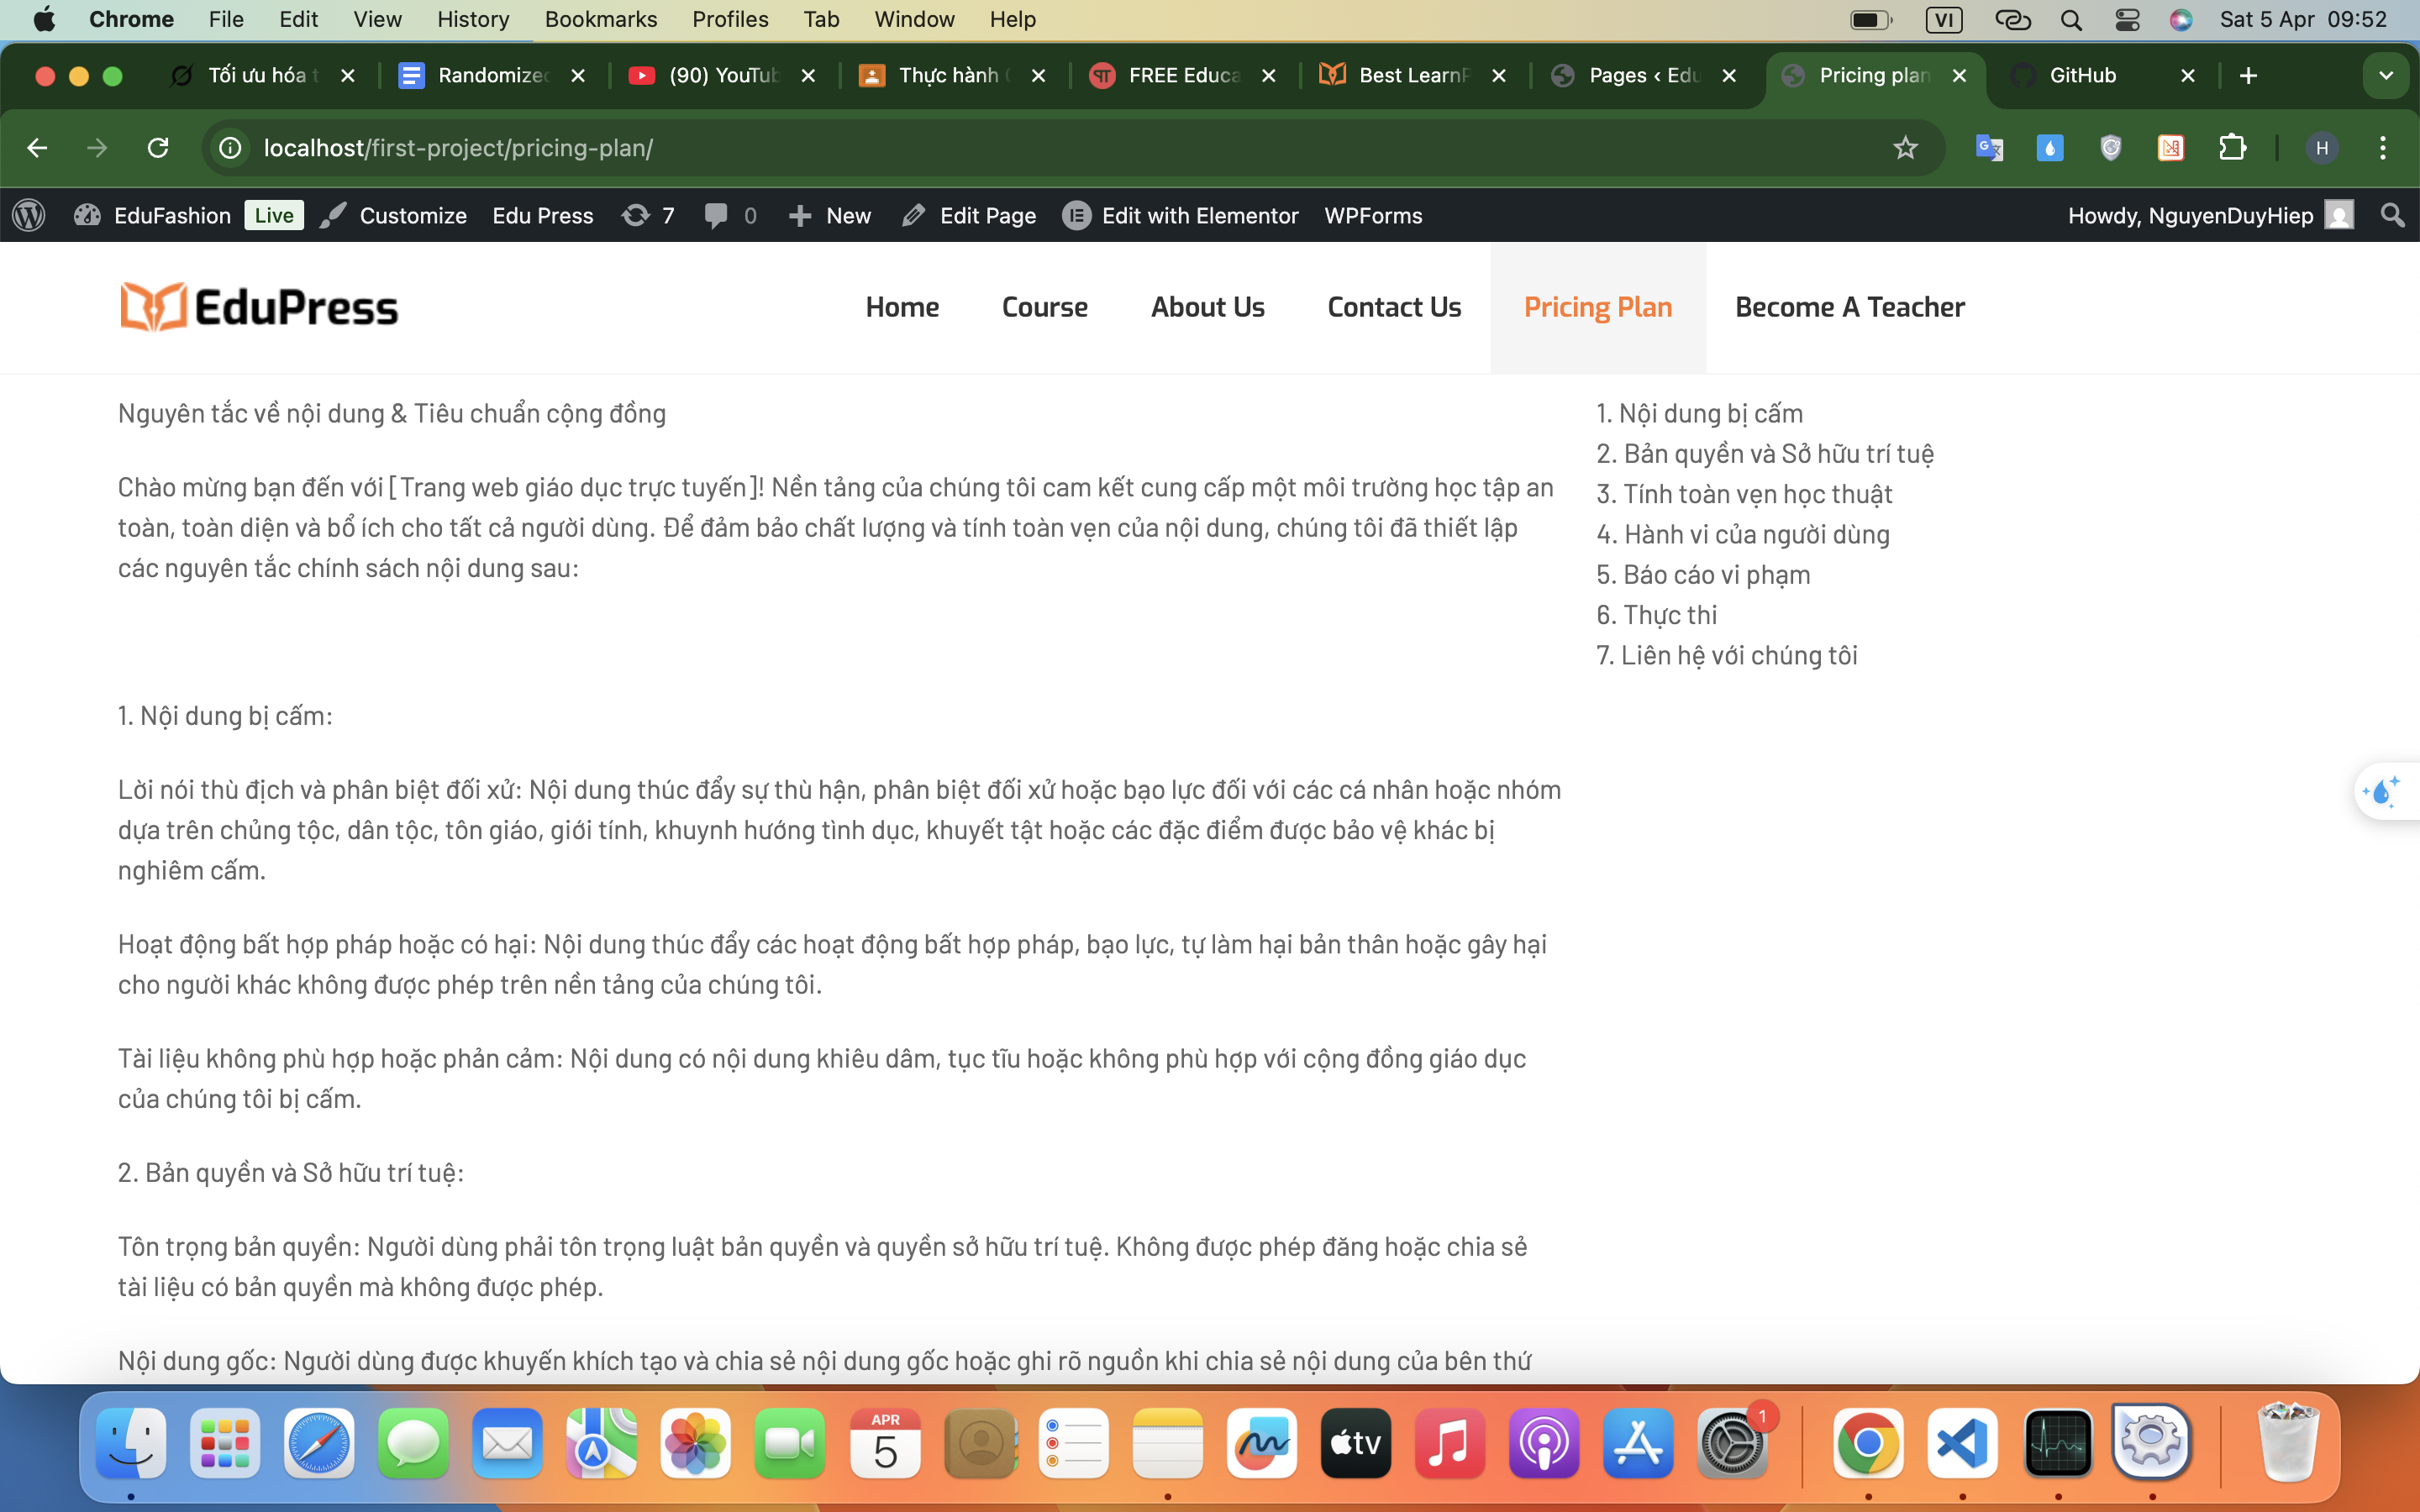 Chrome File Edit View History Bookmarks Profiles Tab Window Help VI Sat 5 Apr 09:52
Tối ưu hóa t Randomized (90) YouTub Thực hành FREE Educa Best LearnP Pages ‹ Edu Pricing plan GitHub
localhost/first-project/pricing-plan/ H
EduFashion Live Customize Edu Press 7 0 New Edit Page Edit with Elementor WPForms Howdy, NguyenDuyHiep
EduPress Home Course About Us Contact Us Pricing Plan Become A Teacher
Nguyên tắc về nội dung & Tiêu chuẩn cộng đồng
Chào mừng bạn đến với [Trang web giáo dục trực tuyến]! Nền tảng của chúng tôi cam kết cung cấp một môi trường học tập an
toàn, toàn diện và bổ ích cho tất cả người dùng. Để đảm bảo chất lượng và tính toàn vẹn của nội dung, chúng tôi đã thiết lập
các nguyên tắc chính sách nội dung sau:
1. Nội dung bị cấm:
Lời nói thù địch và phân biệt đối xử: Nội dung thúc đẩy sự thù hận, phân biệt đối xử hoặc bạo lực đối với các cá nhân hoặc nhóm
dựa trên chủng tộc, dân tộc, tôn giáo, giới tính, khuynh hướng tình dục, khuyết tật hoặc các đặc điểm được bảo vệ khác bị
nghiêm cấm.
Hoạt động bất hợp pháp hoặc có hại: Nội dung thúc đẩy các hoạt động bất hợp pháp, bạo lực, tự làm hại bản thân hoặc gây hại
cho người khác không được phép trên nền tảng của chúng tôi.
Tài liệu không phù hợp hoặc phản cảm: Nội dung có nội dung khiêu dâm, tục tĩu hoặc không phù hợp với cộng đồng giáo dục
của chúng tôi bị cấm.
2. Bản quyền và Sở hữu trí tuệ:
Tôn trọng bản quyền: Người dùng phải tôn trọng luật bản quyền và quyền sở hữu trí tuệ. Không được phép đăng hoặc chia sẻ
tài liệu có bản quyền mà không được phép.
Nội dung gốc: Người dùng được khuyến khích tạo và chia sẻ nội dung gốc hoặc ghi rõ nguồn khi chia sẻ nội dung của bên thứ
1. Nội dung bị cấm
2. Bản quyền và Sở hữu trí tuệ
3. Tính toàn vẹn học thuật
4. Hành vi của người dùng
5. Báo cáo vi phạm
6. Thực thi
7. Liên hệ với chúng tôi
APR
5
tv
1